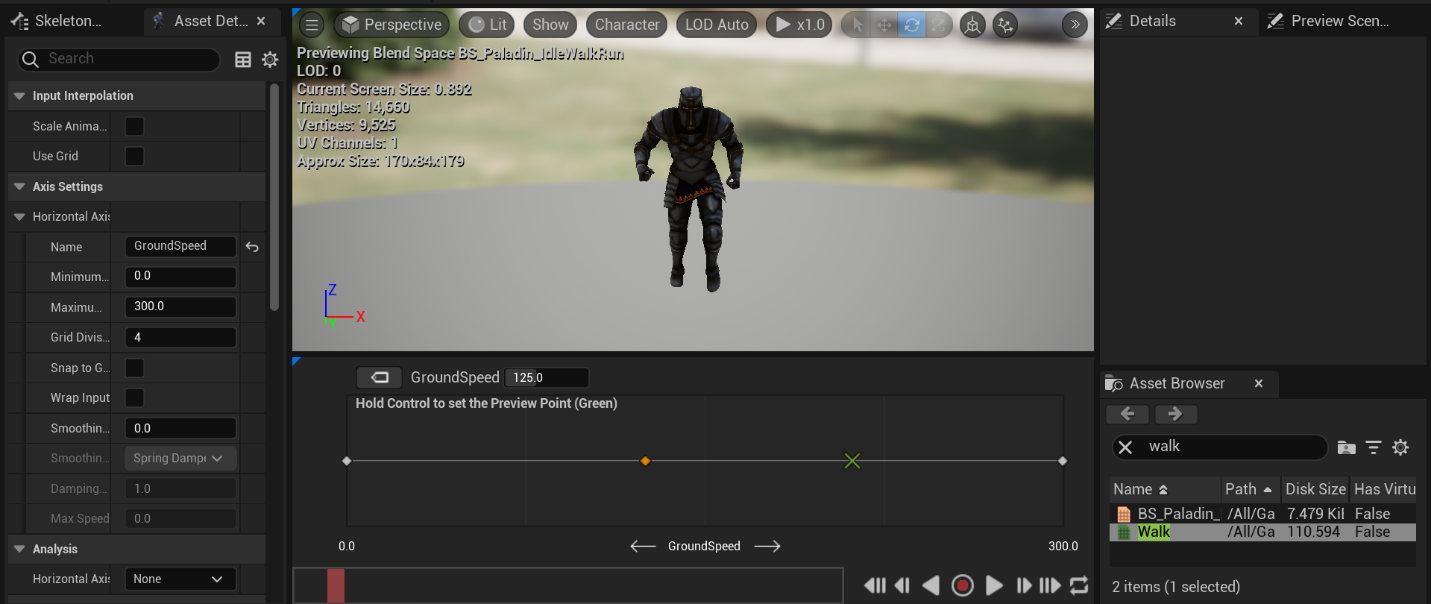 Skeleton...
Asset Det...
Search
Input Interpolation
Scale Anima...
Use Grid
Axis Settings
Horizontal Axis
Name
GroundSpeed
Minimum...
0.0
Maximu...
300.0
Grid Divis...
4
Snap to G...
Wrap Input
Smoothin...
0.0
Smoothin...
Spring Dampe
Damping...
1.0
Max Speed
0.0
Analysis
Horizontal Axis
None
Perspective
Lit
Show
Character
LOD Auto
x1.0
Previewing Blend Space BS_Paladin_IdleWalkRun
LOD: 0
Current Screen Size: 0.892
Triangles: 14,660
Vertices: 9,525
UV Channels: 1
Approx Size: 170x84x179
Z
X
Y
GroundSpeed
125.0
Hold Control to set the Preview Point (Green)
0.0
GroundSpeed
300.0
Details
Preview Scen...
Asset Browser
walk
Name
Path
Disk Size
Has Virtu
BS_Paladin_
/All/Ga
7.479 Kil
False
Walk
/All/Ga
110.594
False
2 items (1 selected)